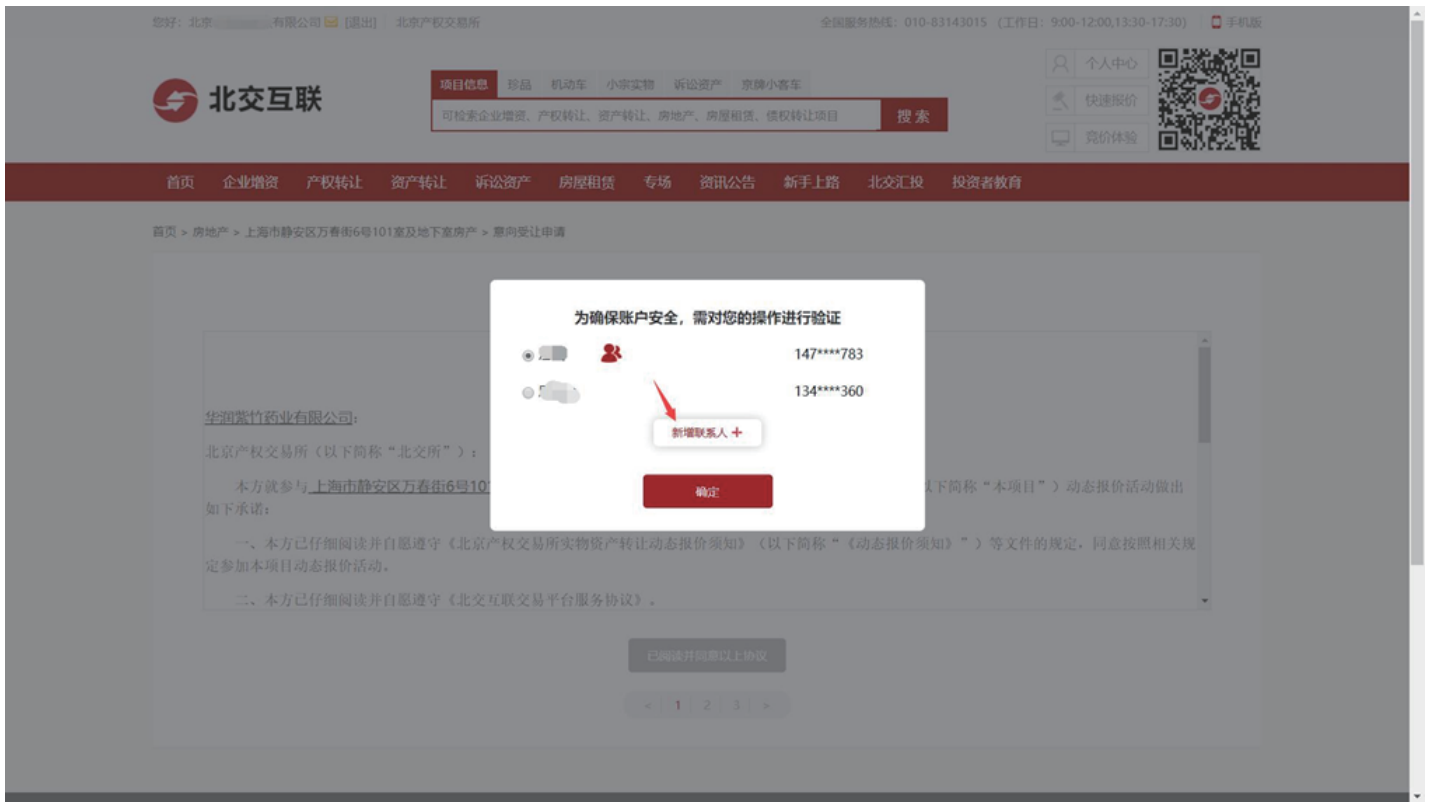 您好：北京 有限公司 [退出] 北京产权交易所 全国服务热线：010-83143015 （工作日：9:00-12:00,13:30-17:30） 手机版
北交互联
项目信息 珍品 机动车 小宗实物 诉讼资产 京牌小客车
可检索企业增资、产权转让、资产转让、房地产、房屋租赁、债权转让项目 搜索
个人中心
快速报价
竞价体验
首页 企业增资 产权转让 资产转让 诉讼资产 房屋租赁 专场 资讯公告 新手上路 北交汇投 投资者教育
首页 > 房地产 > 上海市静安区万春街6号101室及地下室房产 > 意向受让申请
为确保账户安全，需对您的操作进行验证
147****783
134****360
新增联系人 +
确定
华润紫竹药业有限公司：
北京产权交易所（以下简称“北交所”）：
本方就参与 上海市静安区万春街6号10 以下简称“本项目”）动态报价活动做出
如下承诺：
一、本方已仔细阅读并自愿遵守《北京产权交易所实物资产转让动态报价须知》（以下简称“《动态报价须知》”）等文件的规定，同意按照相关规
定参加本项目动态报价活动。
二、本方已仔细阅读并自愿遵守《北交互联交易平台服务协议》。
已阅读并同意以上协议
< 1 2 3 >